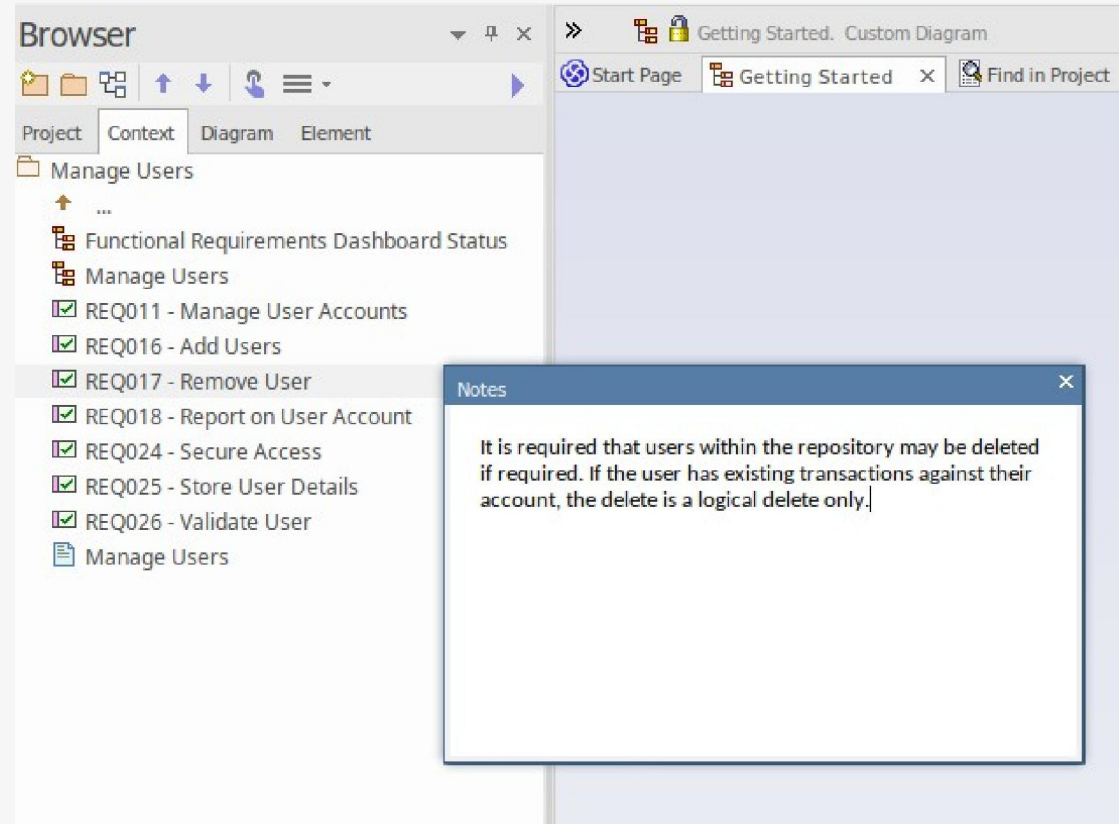 Browser
Getting Started. Custom Diagram
Start Page
Getting Started
Find in Project
Project Context Diagram Element
Manage Users
...
Functional Requirements Dashboard Status
Manage Users
REQ011 - Manage User Accounts
REQ016 - Add Users
REQ017 - Remove User
REQ018 - Report on User Account
REQ024 - Secure Access
REQ025 - Store User Details
REQ026 - Validate User
Manage Users
Notes
It is required that users within the repository may be deleted
if required. If the user has existing transactions against their
account, the delete is a logical delete only.